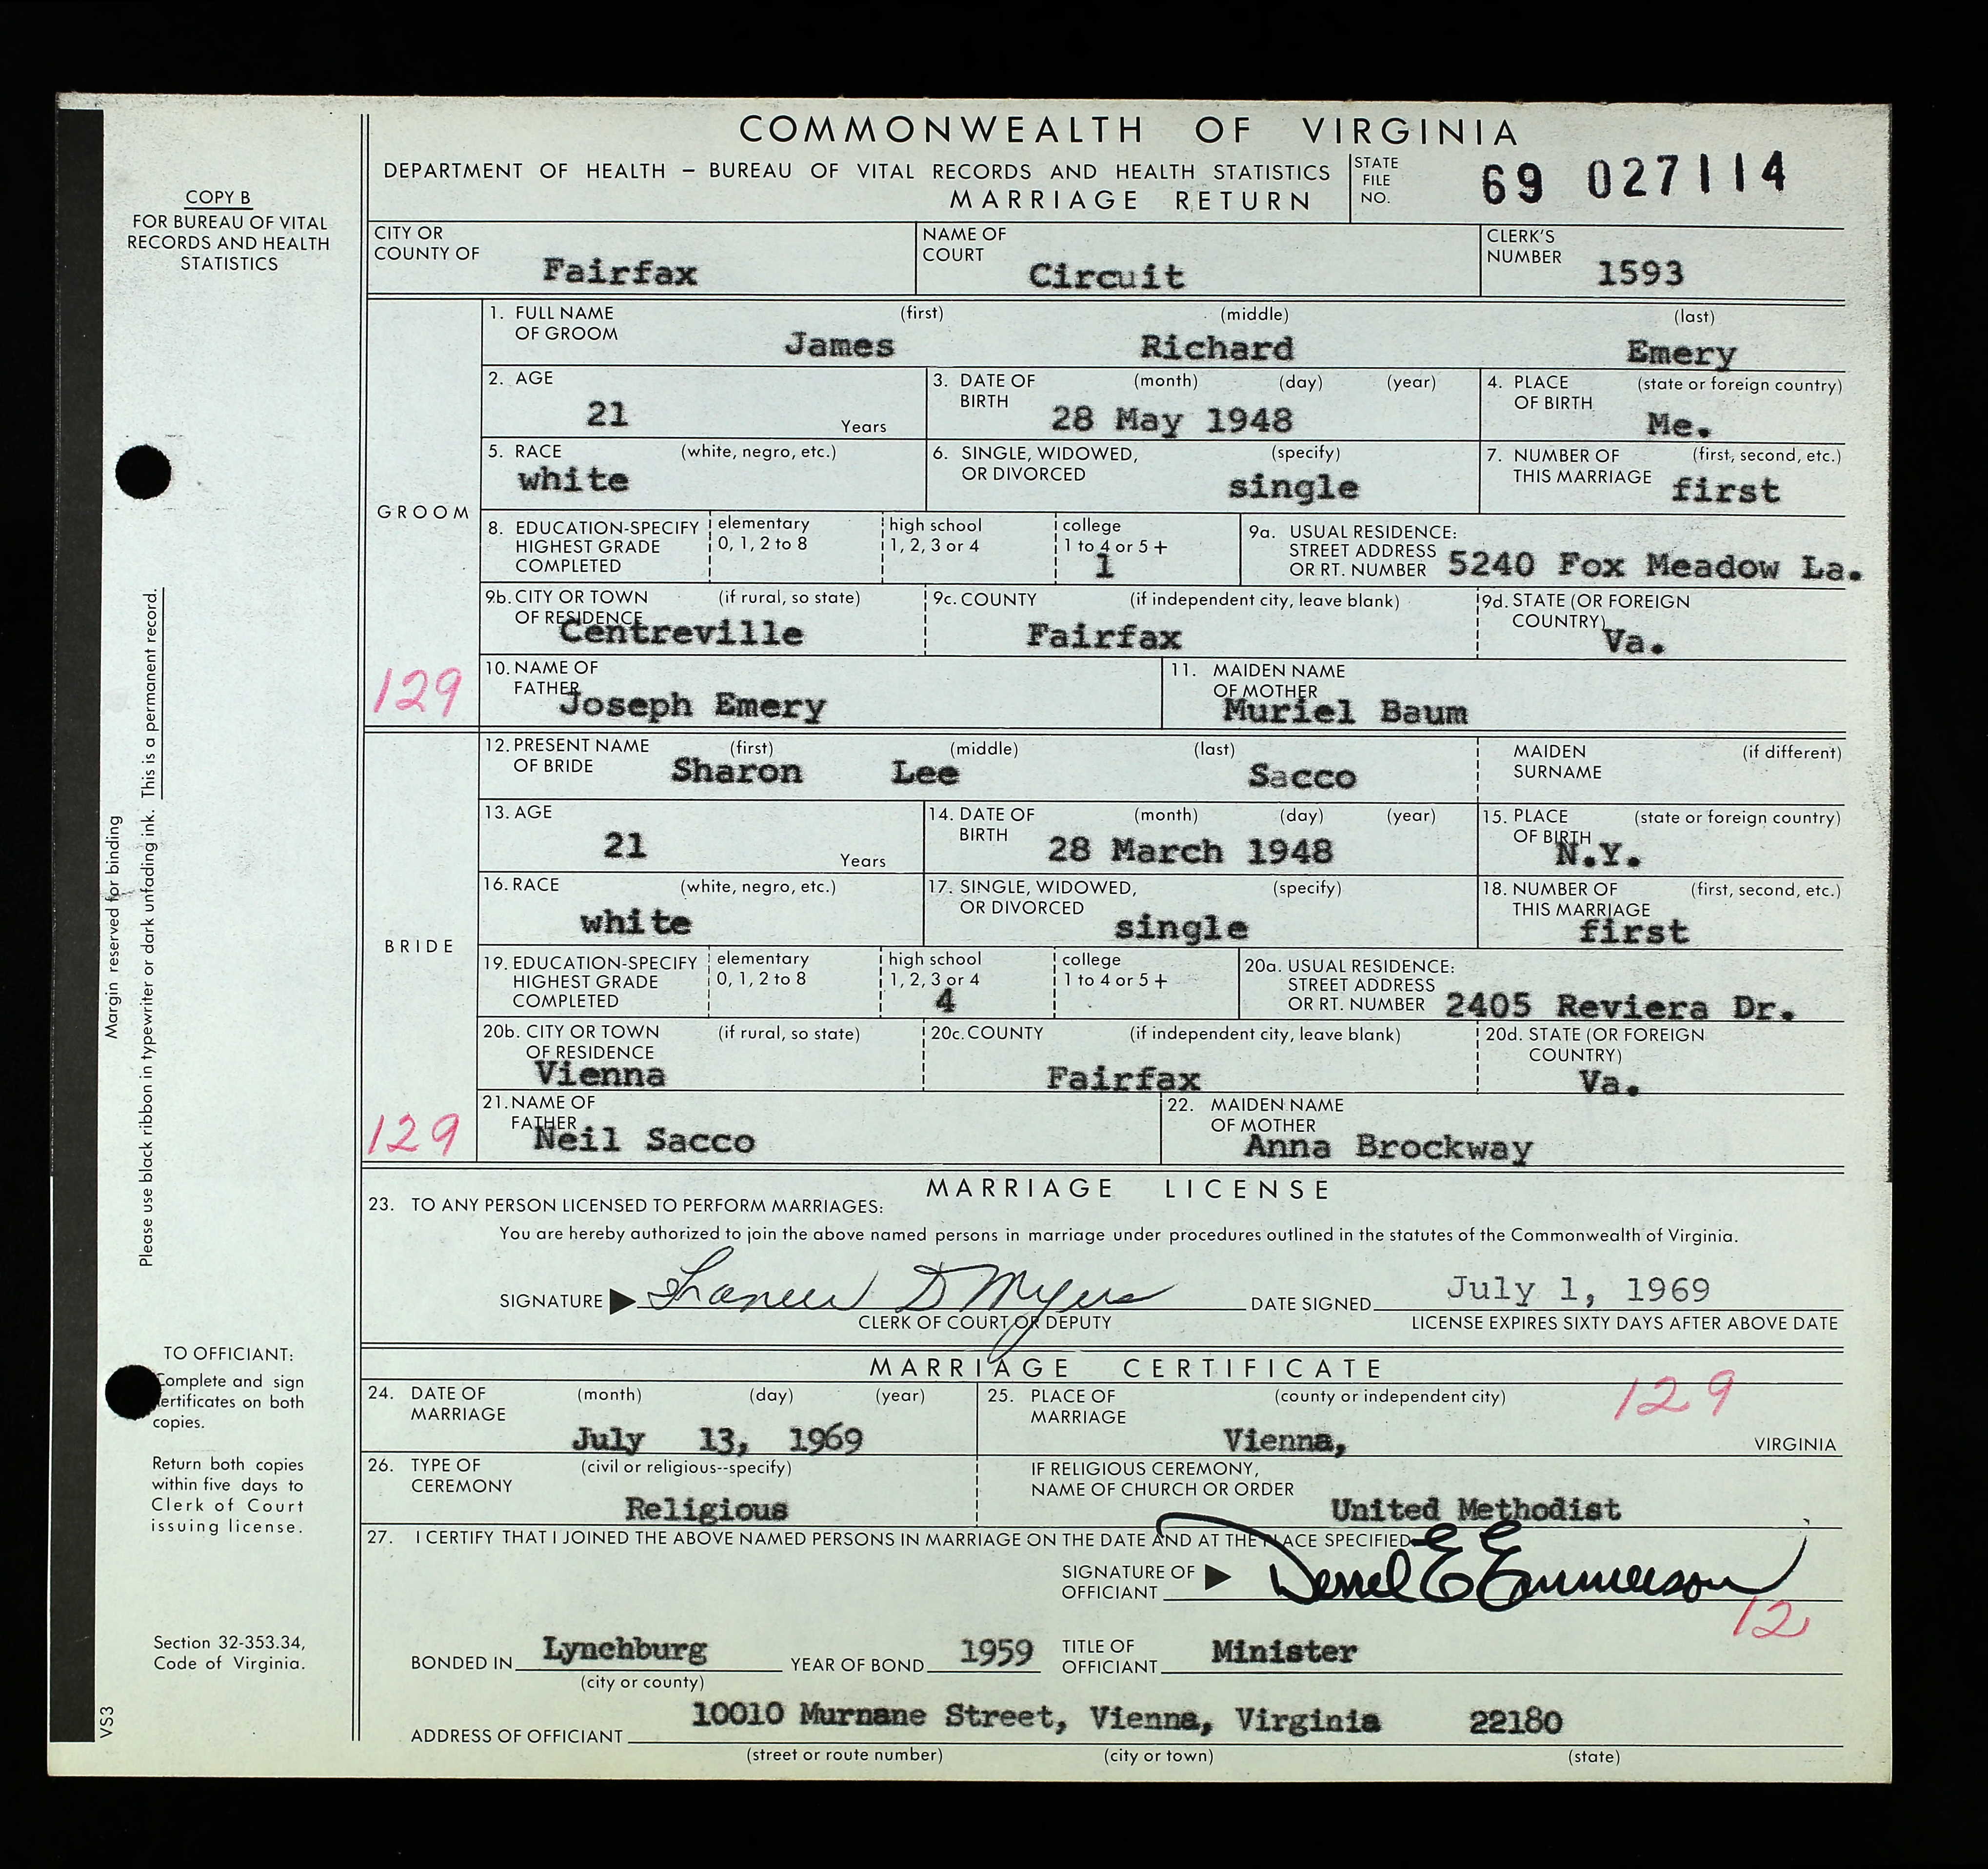 COMMONWEALTH OF VIRGINIA
DEPARTMENT OF HEALTH – BUREAU OF VITAL RECORDS AND HEALTH STATISTICS
MARRIAGE RETURN
STATE FILE NO. 69 027114
COPY B
FOR BUREAU OF VITAL
RECORDS AND HEALTH
STATISTICS
CITY OR COUNTY OF Fairfax
NAME OF COURT Circuit
CLERK'S NUMBER 1593
GROOM
1. FULL NAME OF GROOM (first) James (middle) Richard (last) Emery
2. AGE 21 Years
3. DATE OF BIRTH (month) (day) (year) 28 May 1948
4. PLACE OF BIRTH (state or foreign country) Me.
5. RACE (white, negro, etc.) white
6. SINGLE, WIDOWED, OR DIVORCED (specify) single
7. NUMBER OF THIS MARRIAGE (first, second, etc.) first
8. EDUCATION-SPECIFY HIGHEST GRADE COMPLETED elementary 0, 1, 2 to 8 high school 1, 2, 3 or 4 college 1 to 4 or 5+ 1
9a. USUAL RESIDENCE: STREET ADDRESS OR RT. NUMBER 5240 Fox Meadow La.
9b. CITY OR TOWN OF RESIDENCE (if rural, so state) Centreville
9c. COUNTY (if independent city, leave blank) Fairfax
9d. STATE (OR FOREIGN COUNTRY) Va.
129
10. NAME OF FATHER Joseph Emery
11. MAIDEN NAME OF MOTHER Muriel Baum
BRIDE
12. PRESENT NAME OF BRIDE (first) Sharon (middle) Lee (last) Sacco
MAIDEN SURNAME (if different)
13. AGE 21 Years
14. DATE OF BIRTH (month) (day) (year) 28 March 1948
15. PLACE OF BIRTH (state or foreign country) N.Y.
16. RACE (white, negro, etc.) white
17. SINGLE, WIDOWED, OR DIVORCED (specify) single
18. NUMBER OF THIS MARRIAGE (first, second, etc.) first
19. EDUCATION-SPECIFY HIGHEST GRADE COMPLETED elementary 0, 1, 2 to 8 high school 1, 2, 3 or 4 4 college 1 to 4 or 5+
20a. USUAL RESIDENCE: STREET ADDRESS OR RT. NUMBER 2405 Reviera Dr.
20b. CITY OR TOWN OF RESIDENCE (if rural, so state) Vienna
20c. COUNTY (if independent city, leave blank) Fairfax
20d. STATE (OR FOREIGN COUNTRY) Va.
129
21. NAME OF FATHER Neil Sacco
22. MAIDEN NAME OF MOTHER Anna Brockway
MARRIAGE LICENSE
23. TO ANY PERSON LICENSED TO PERFORM MARRIAGES:
You are hereby authorized to join the above named persons in marriage under procedures outlined in the statutes of the Commonwealth of Virginia.
SIGNATURE Frances D Myers DATE SIGNED July 1, 1969
CLERK OF COURT OR DEPUTY LICENSE EXPIRES SIXTY DAYS AFTER ABOVE DATE
MARRIAGE CERTIFICATE
24. DATE OF MARRIAGE (month) (day) (year) July 13, 1969
25. PLACE OF MARRIAGE (county or independent city) Vienna, VIRGINIA
129
26. TYPE OF CEREMONY (civil or religious--specify) Religious
IF RELIGIOUS CEREMONY, NAME OF CHURCH OR ORDER United Methodist
27. I CERTIFY THAT I JOINED THE ABOVE NAMED PERSONS IN MARRIAGE ON THE DATE AND AT THE PLACE SPECIFIED
SIGNATURE OF OFFICIANT Derrel E Emmerson
12
BONDED IN Lynchburg YEAR OF BOND 1959 TITLE OF OFFICIANT Minister
(city or county)
ADDRESS OF OFFICIANT 10010 Murnane Street, Vienna, Virginia 22180
(street or route number) (city or town) (state)
Margin reserved for binding
Please use black ribbon in typewriter or dark unfading ink. This is a permanent record.
TO OFFICIANT:
Complete and sign
certificates on both
copies.
Return both copies
within five days to
Clerk of Court
issuing license.
Section 32-353.34,
Code of Virginia.
VS3